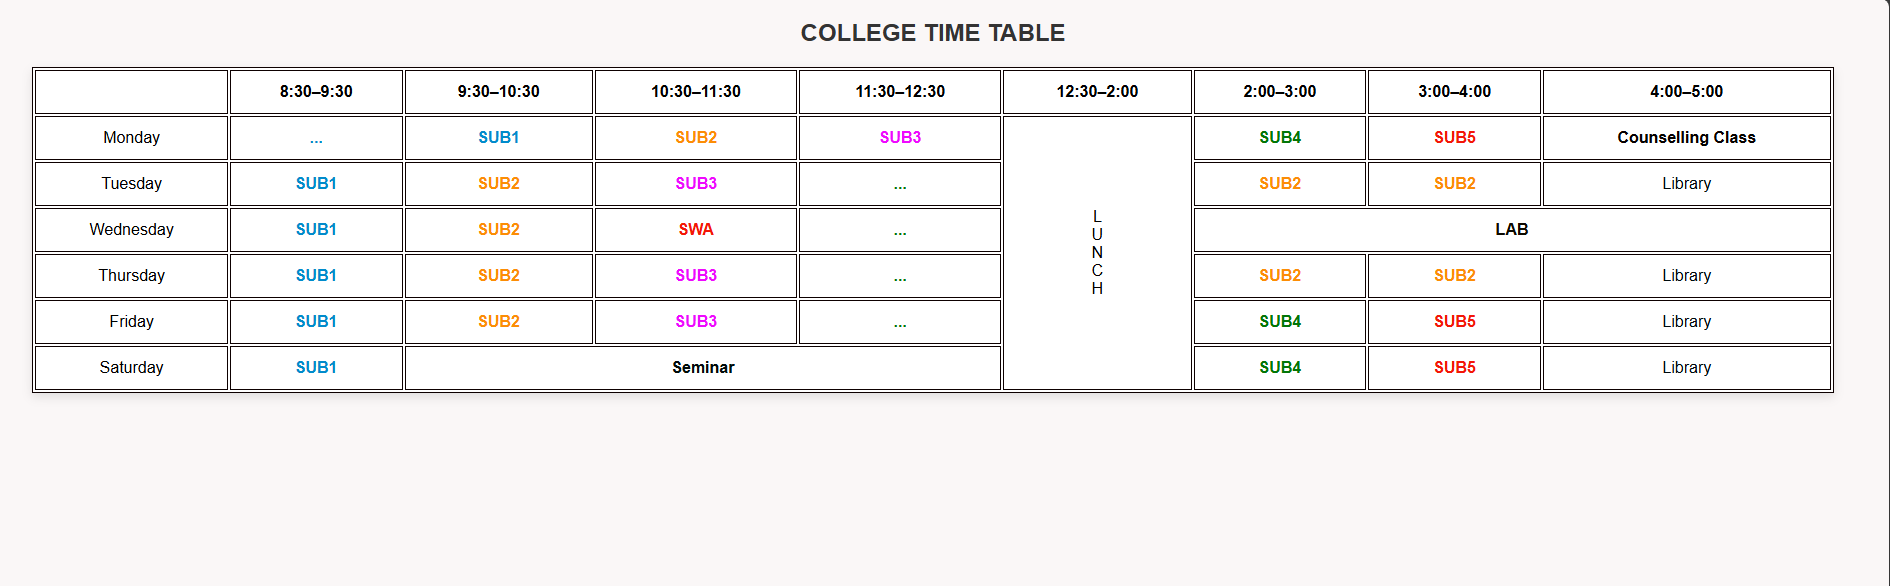 COLLEGE TIME TABLE
8:30–9:30 9:30–10:30 10:30–11:30 11:30–12:30 12:30–2:00 2:00–3:00 3:00–4:00 4:00–5:00
Monday ... SUB1 SUB2 SUB3 SUB4 SUB5 Counselling Class
Tuesday SUB1 SUB2 SUB3 ... SUB2 SUB2 Library
Wednesday SUB1 SUB2 SWA ... LAB
Thursday SUB1 SUB2 SUB3 ... SUB2 SUB2 Library
Friday SUB1 SUB2 SUB3 ... SUB4 SUB5 Library
Saturday SUB1 Seminar SUB4 SUB5 Library
L
U
N
C
H